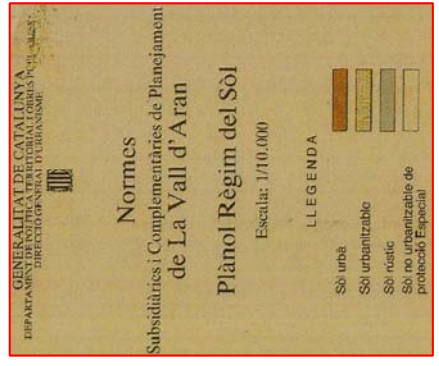 GENERALITAT DE CATALUNYA
DEPARTAMENT DE POLÍTICA TERRITORIAL I OBRES
DIRECCIÓ GENERAL D'URBANISME
Normes
Subsidiàries i Complementàries de Planejament
de La Vall d'Aran
Plànol Règim del Sòl
Escala: 1/10.000
LLEGENDA
Sòl urbà
Sòl urbanitzable
Sòl rústic
Sòl no urbanitzable de
protecció Especial